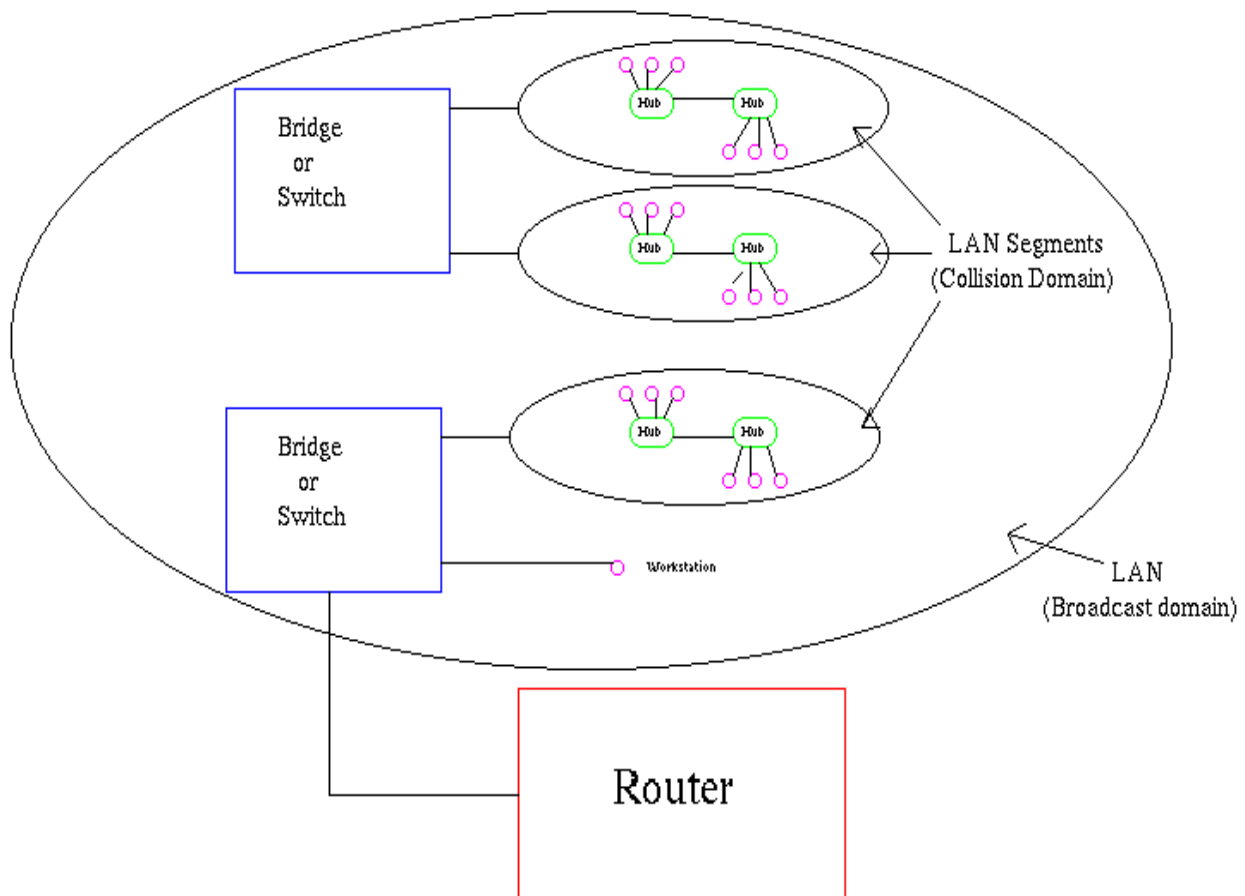 Hub
Hub
Bridge
or
Switch
Hub
Hub
LAN Segments
(Collision Domain)
Hub
Hub
Bridge
or
Switch
Workstation
LAN
(Broadcast domain)
Router